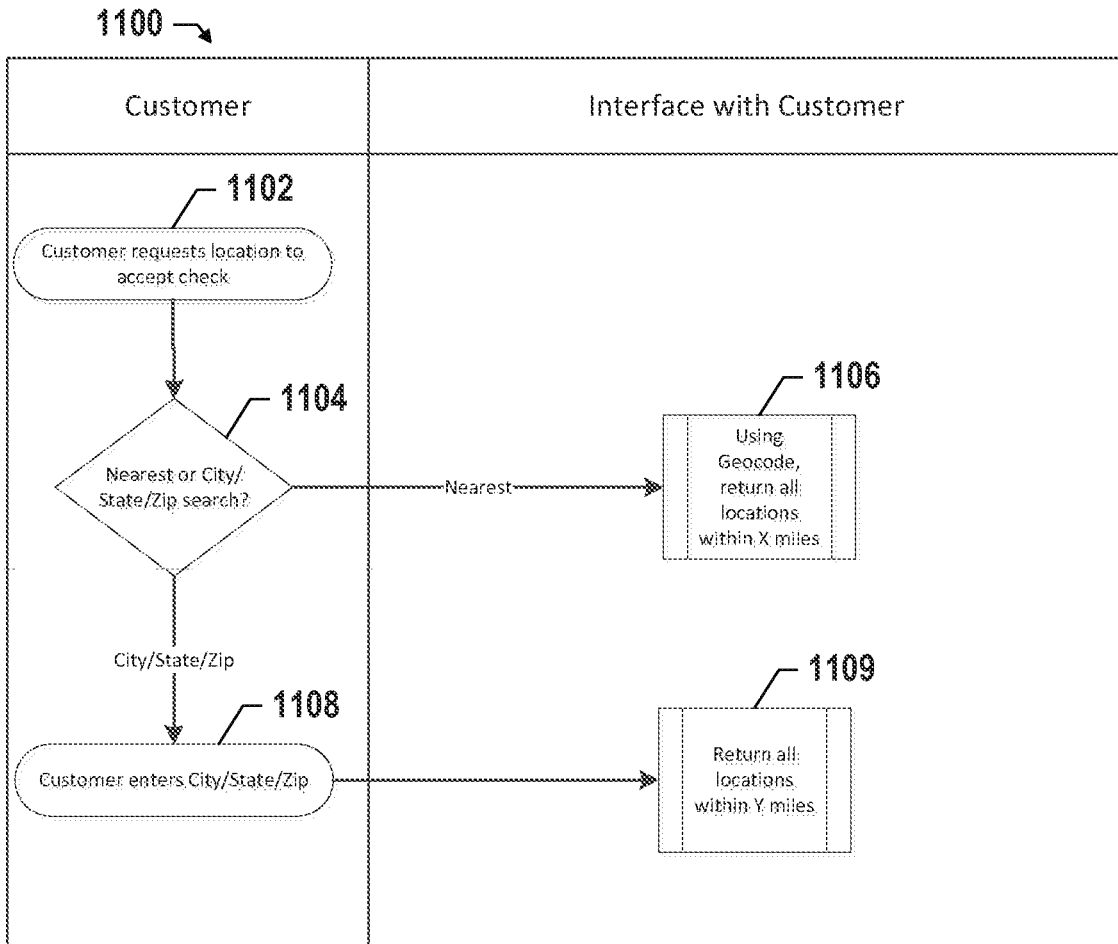 1100
Customer
Interface with Customer
1102
Customer requests location to
accept check
1104
Nearest or City/
State/Zip search?
Nearest
1106
Using
Geocode,
return all
locations
within X miles
City/State/Zip
1108
Customer enters City/State/Zip
1109
Return all
locations
within Y miles